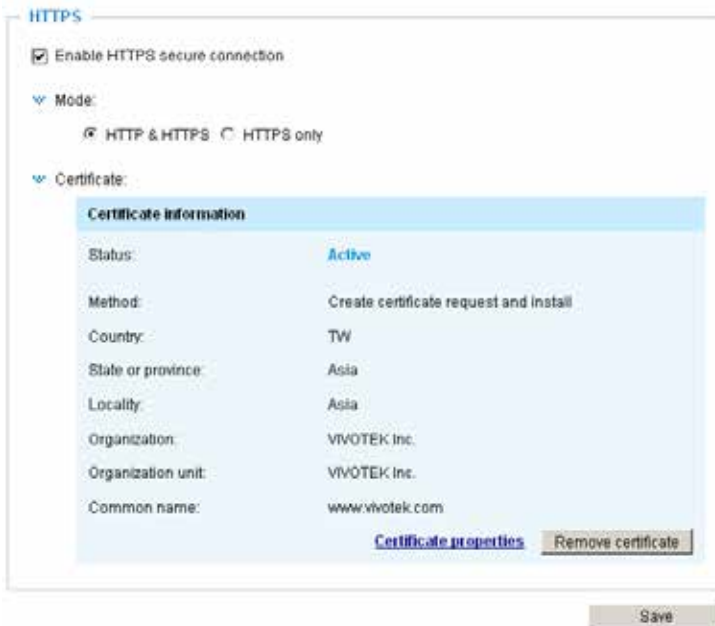 HTTPS
Enable HTTPS secure connection
Mode:
HTTP & HTTPS HTTPS only
Certificate:
Certificate information
Status: Active
Method: Create certificate request and install
Country: TW
State or province: Asia
Locality: Asia
Organization: VIVOTEK Inc.
Organization unit: VIVOTEK Inc.
Common name: www.vivotek.com
Certificate properties Remove certificate
Save